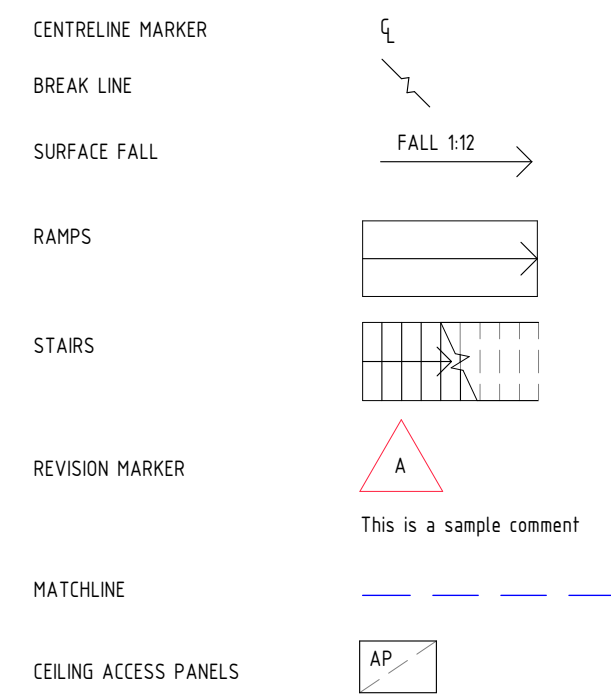 CENTRELINE MARKER ℄
BREAK LINE
SURFACE FALL FALL 1:12
RAMPS
STAIRS
REVISION MARKER A
This is a sample comment
MATCHLINE
CEILING ACCESS PANELS AP